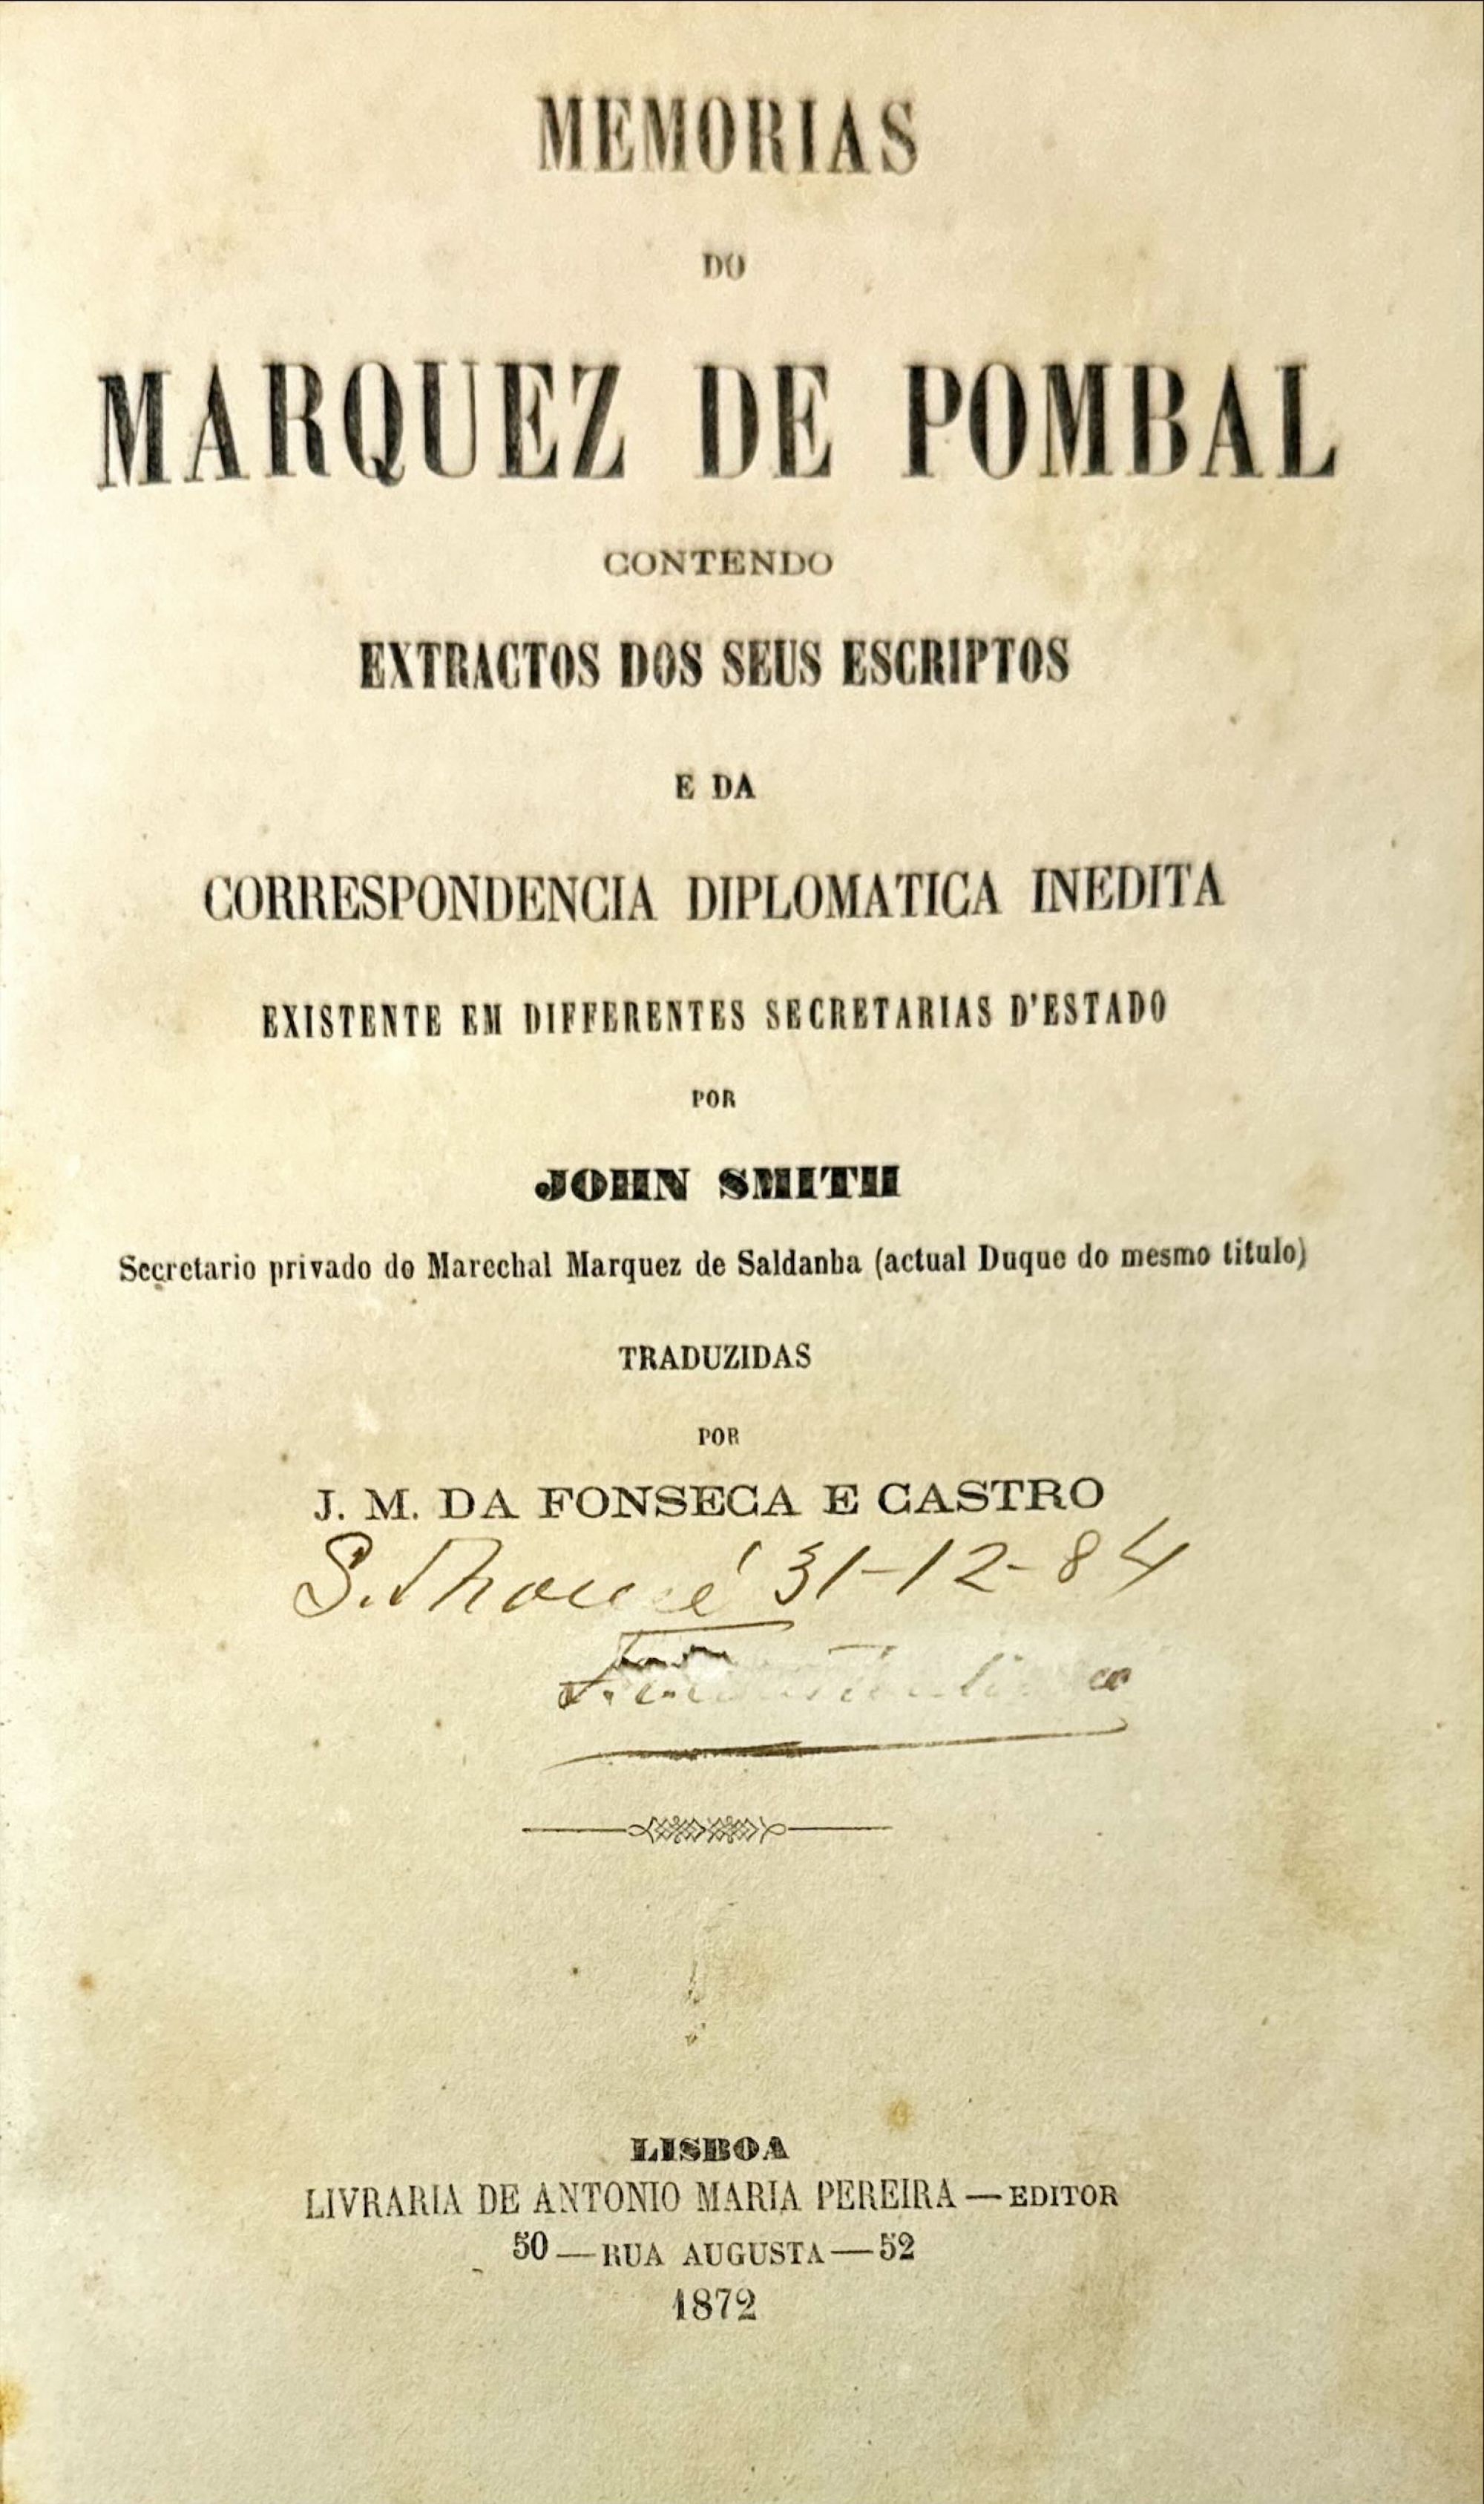 MEMORIAS
DO
MARQUEZ DE POMBAL
CONTENDO
EXTRACTOS DOS SEUS ESCRIPTOS
E DA
CORRESPONDENCIA DIPLOMATICA INEDITA
EXISTENTE EM DIFFERENTES SECRETARIAS D'ESTADO
POR
JOHN SMITH
Secretario privado do Marechal Marquez de Saldanha (actual Duque do mesmo titulo)
TRADUZIDAS
POR
J. M. DA FONSECA E CASTRO
S. Thomé 31-12-84
LISBOA
LIVRARIA DE ANTONIO MARIA PEREIRA — EDITOR
50 — RUA AUGUSTA — 52
1872